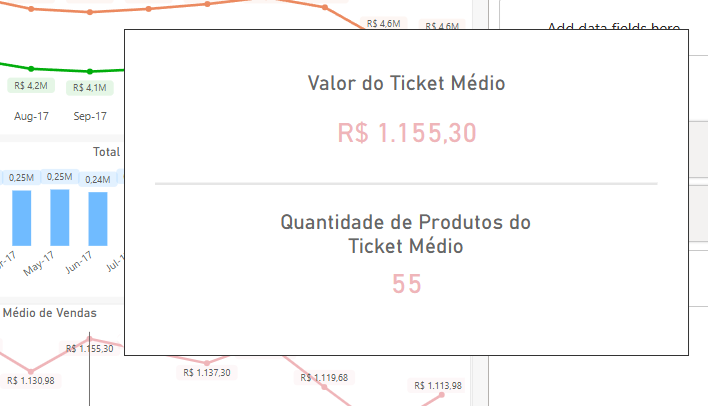 R$ 4,6M
R$ 4,6M
R$ 4,2M
R$ 4,1M
Aug-17
Sep-17
Add data fields here
Valor do Ticket Médio
R$ 1.155,30
Total
0,25M
0,25M
0,24M
May-17
Jun-17
Quantidade de Produtos do
Ticket Médio
55
Médio de Vendas
R$ 1.155,30
R$ 1.130,98
R$ 1.137,30
R$ 1.119,68
R$ 1.113,98